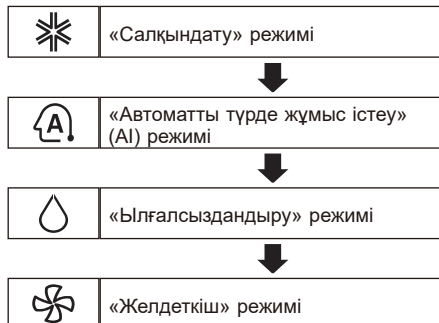 «Салқындату» режимі
A
«Автоматты түрде жұмыс істеу»
(AI) режимі
«Ылғалсыздандыру» режимі
«Желдеткіш» режимі